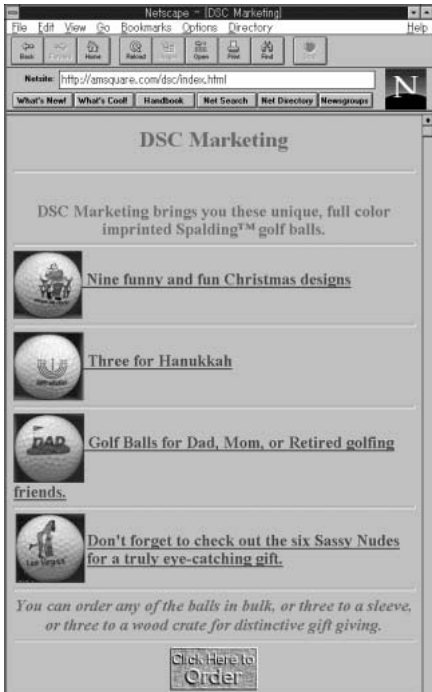 Netscape - [DSC Marketing]
File Edit View Go Bookmarks Options Directory Help
Back Home Reload Open Print Find
Netsite: http://amsquare.com/dsc/index.html
What's New! What's Cool! Handbook Net Search Net Directory Newsgroups
N
DSC Marketing
DSC Marketing brings you these unique, full color
imprinted Spalding™ golf balls.
Nine funny and fun Christmas designs
Three for Hanukkah
DAD
Golf Balls for Dad, Mom, or Retired golfing
friends.
Las Vegas
Don't forget to check out the six Sassy Nudes
for a truly eye-catching gift.
You can order any of the balls in bulk, or three to a sleeve,
or three to a wood crate for distinctive gift giving.
Click Here to
Order